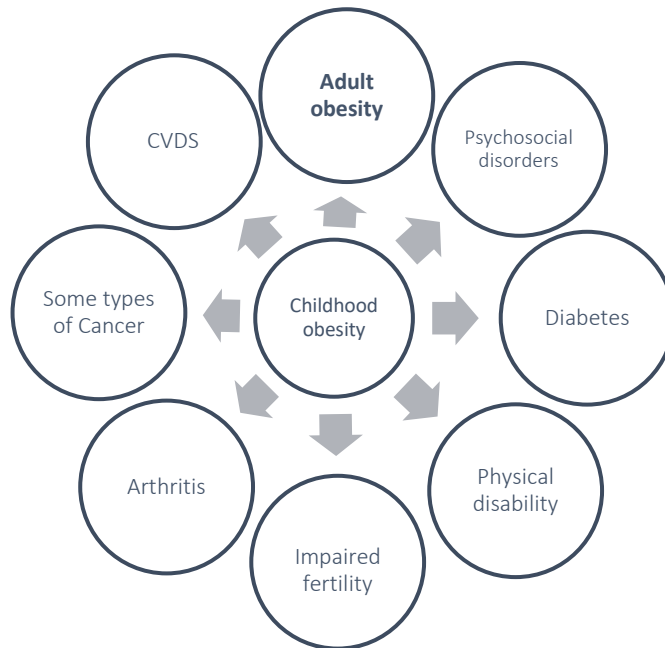 Adult
obesity
Psychosocial
disorders
CVDS
Some types
of Cancer
Childhood
obesity
Diabetes
Arthritis
Physical
disability
Impaired
fertility